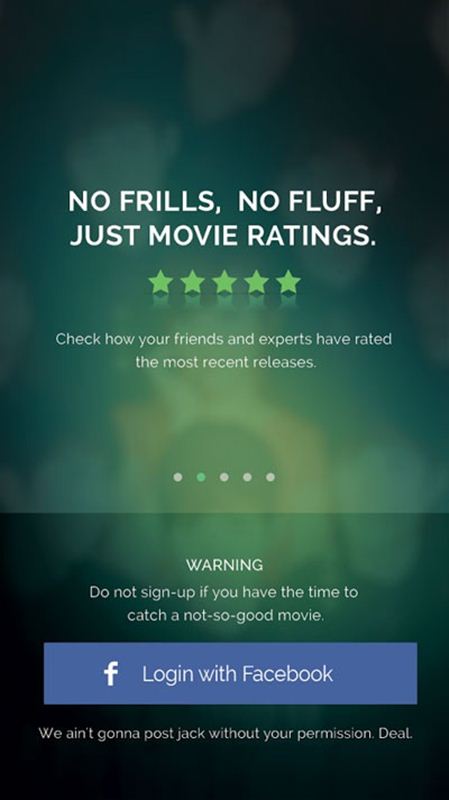 NO FRILLS, NO FLUFF,
JUST MOVIE RATINGS.
Check how your friends and experts have rated
the most recent releases.
WARNING
Do not sign-up if you have the time to
catch a not-so-good movie.
f Login with Facebook
We ain't gonna post jack without your permission. Deal.